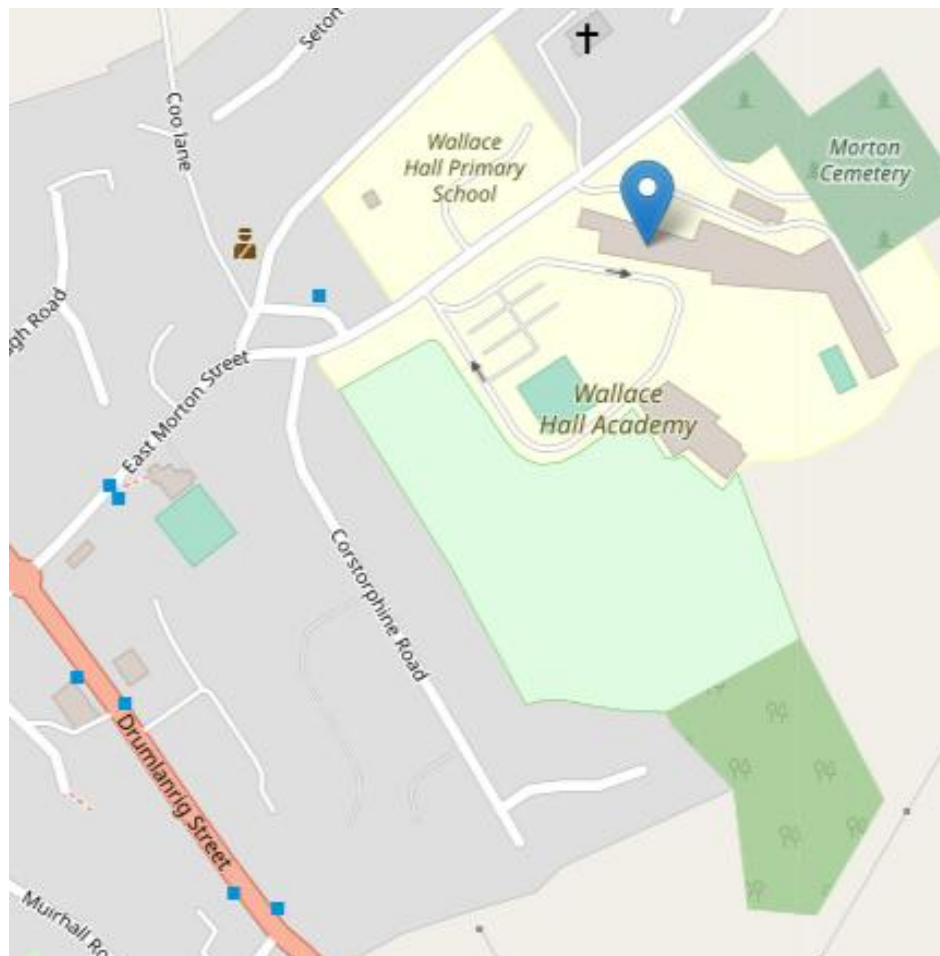 Seton
Coo lane
Wallace
Hall Primary
School
Morton
Cemetery
ugh Road
East Morton Street
Wallace
Hall Academy
Corstorphine Road
Drumlanrig Street
Muirhall Ro